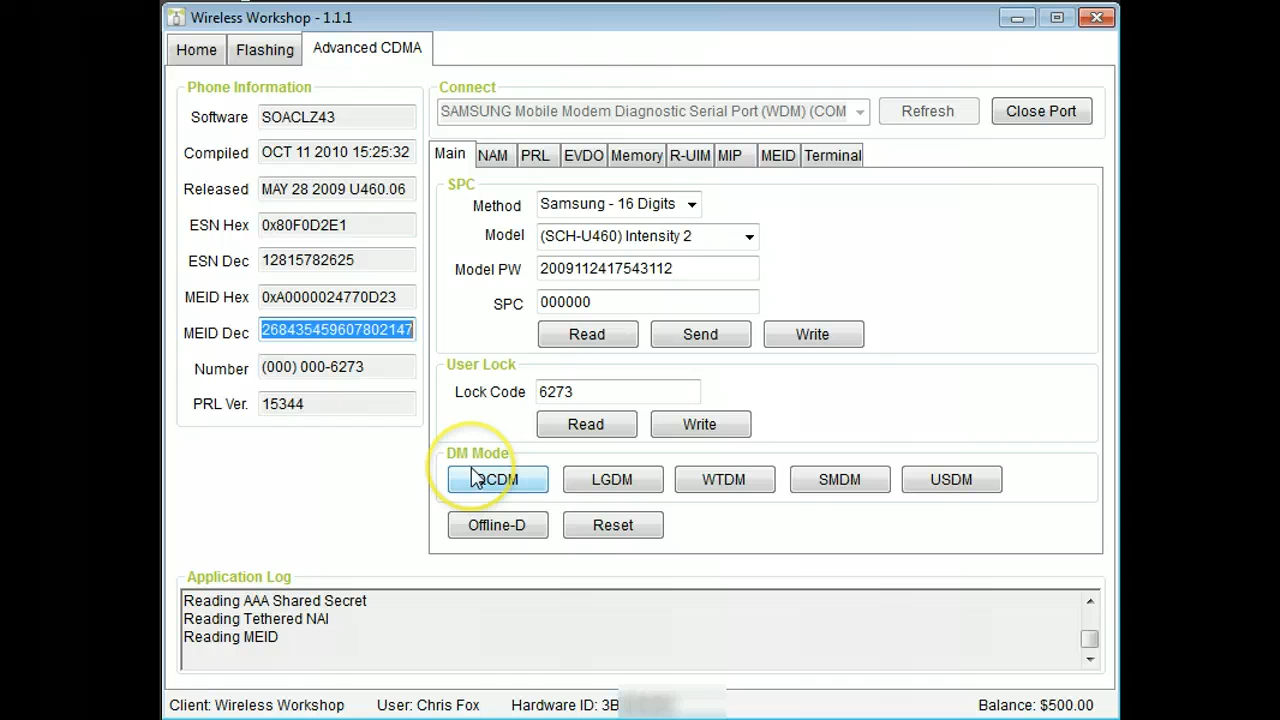 Wireless Workshop - 1.1.1
Home Flashing Advanced CDMA
Phone Information
Software SOACLZ43
Compiled OCT 11 2010 15:25:32
Released MAY 28 2009 U460.06
ESN Hex 0x80F0D2E1
ESN Dec 12815782625
MEID Hex 0xA0000024770D23
MEID Dec 268435459607802147
Number (000) 000-6273
PRL Ver. 15344
Connect
SAMSUNG Mobile Modem Diagnostic Serial Port (WDM) (COM Refresh Close Port
Main NAM PRL EVDO Memory R-UIM MIP MEID Terminal
SPC
Method Samsung - 16 Digits
Model (SCH-U460) Intensity 2
Model PW 2009112417543112
SPC 000000
Read Send Write
User Lock
Lock Code 6273
Read Write
DM Mode
QCDM LGDM WTDM SMDM USDM
Offline-D Reset
Application Log
Reading AAA Shared Secret
Reading Tethered NAI
Reading MEID
Client: Wireless Workshop User: Chris Fox Hardware ID: 3B Balance: $500.00